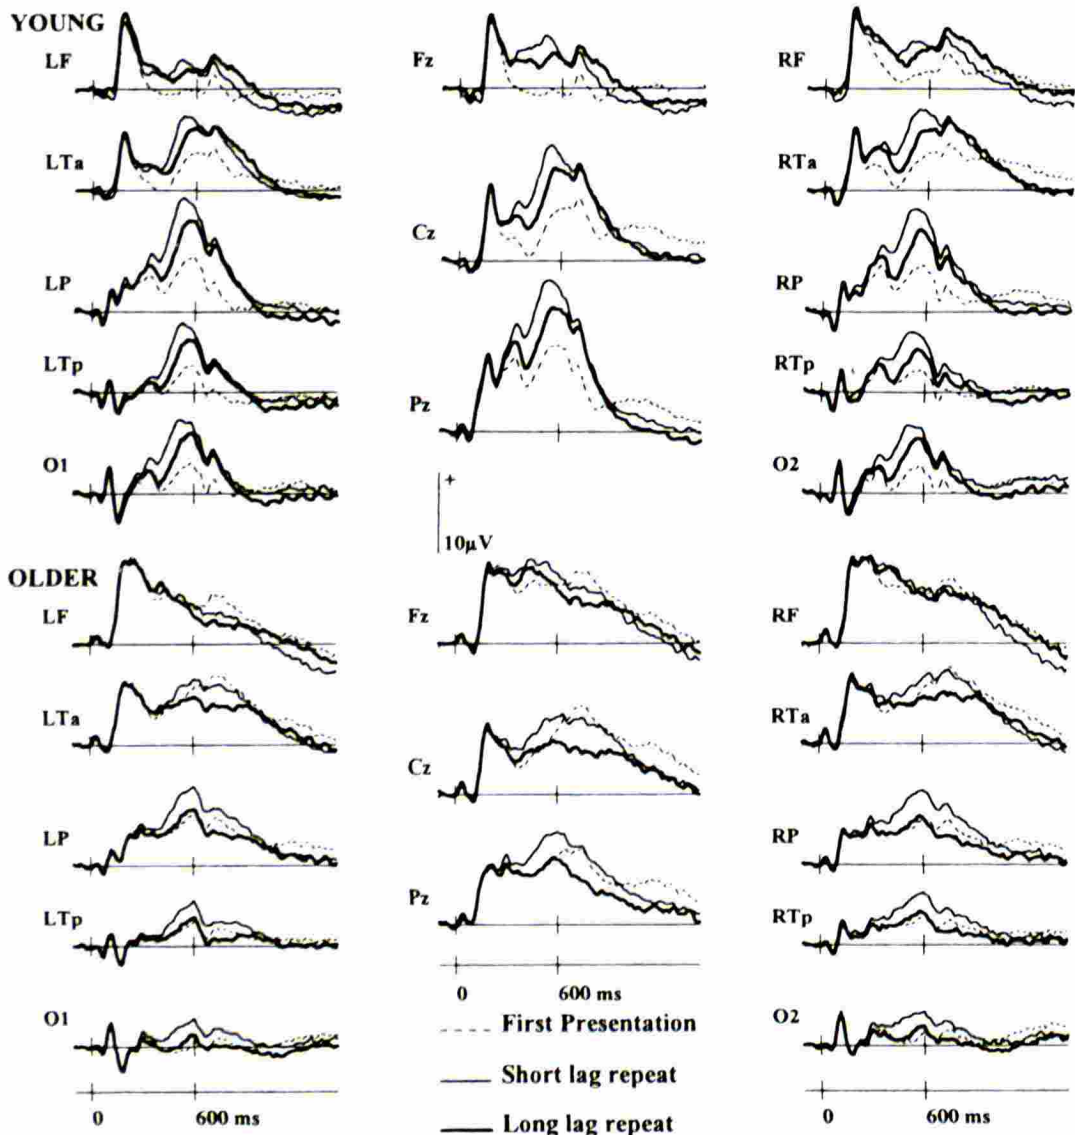 YOUNG
LF Fz RF
LTa RTa
Cz
LP RP
LTp RTp
Pz
O1 O2
+
10µV
OLDER
LF Fz RF
LTa RTa
Cz
LP RP
Pz
LTp RTp
0 600 ms
O1 O2
First Presentation
Short lag repeat
0 600 ms 0 600 ms
Long lag repeat